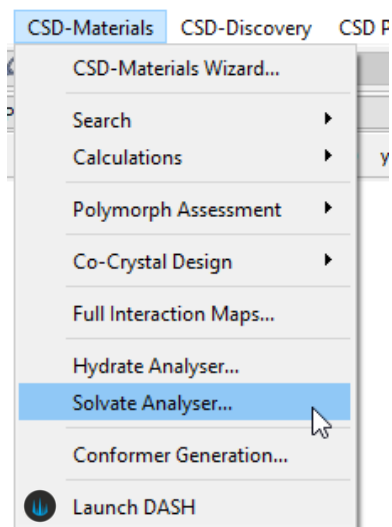 CSD-Materials CSD-Discovery CSD P
CSD-Materials Wizard...
Search
Calculations
y
Polymorph Assessment
Co-Crystal Design
Full Interaction Maps...
Hydrate Analyser...
Solvate Analyser...
Conformer Generation...
Launch DASH